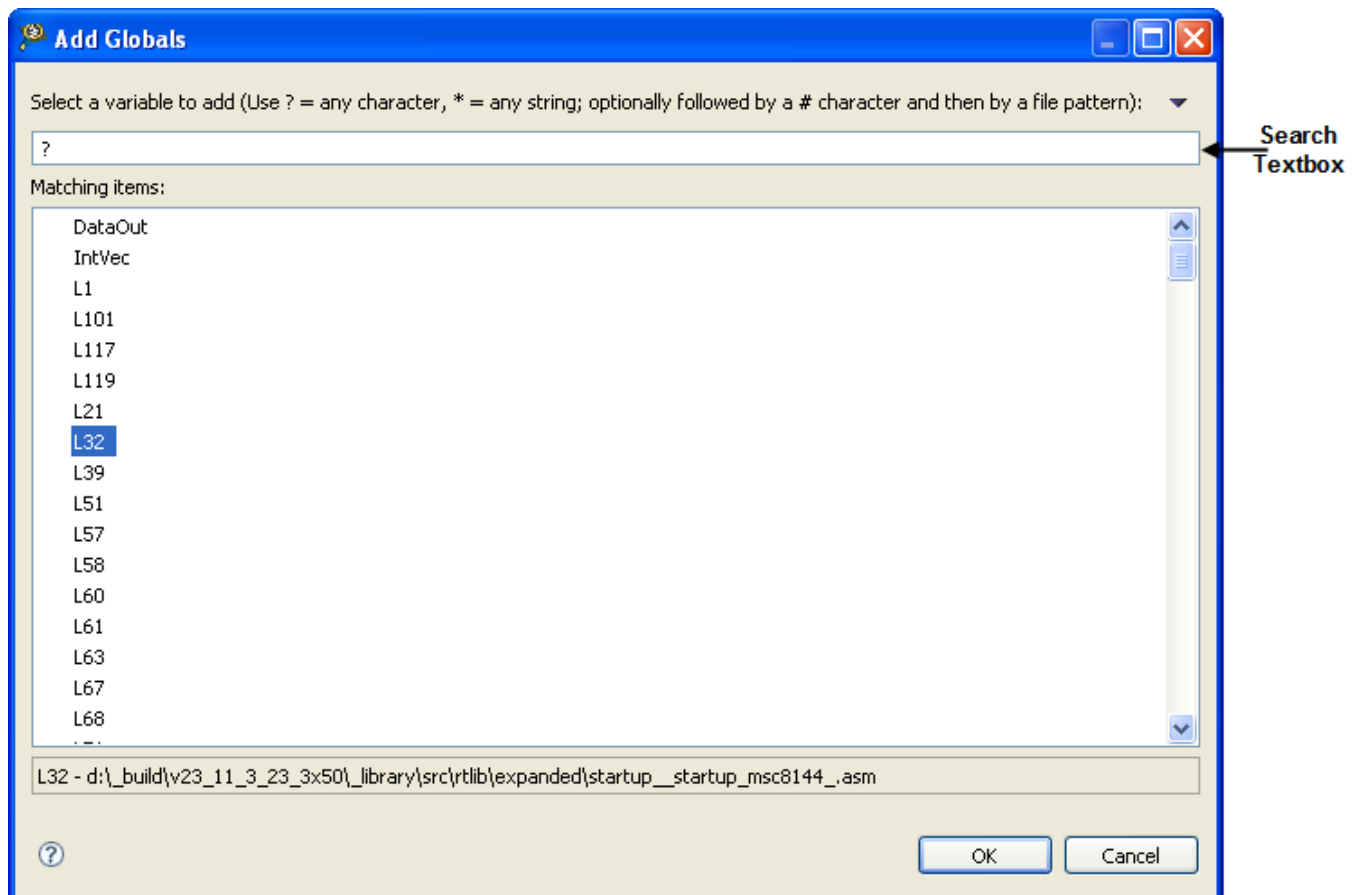 Add Globals
Select a variable to add (Use ? = any character, * = any string; optionally followed by a # character and then by a file pattern):
?
Search
Textbox
Matching items:
DataOut
IntVec
L1
L101
L117
L119
L21
L32
L39
L51
L57
L58
L60
L61
L63
L67
L68
L32 - d:\_build\v23_11_3_23_3x50\_library\src\rtlib\expanded\startup__startup_msc8144_.asm
?
OK
Cancel